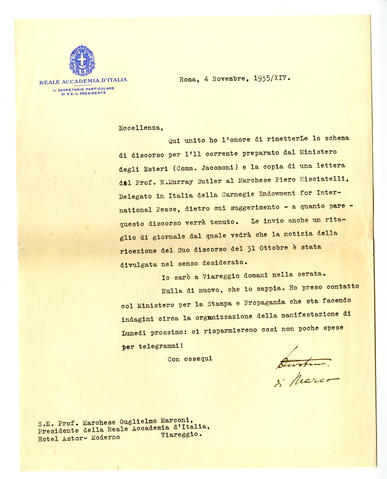 REALE ACCADEMIA D'ITALIA
IL SEGRETARIO PARTICOLARE
DI S. E. IL PRESIDENTE
Roma, 4 Novembre, 1935/XIV.
Eccellenza,
Qui unito ho l'onore di rimetterLe lo schema
di discorso per l'll corrente preparato dal Ministero
degli Esteri (Comm. Jacomoni) e la copia di una lettera
del Prof. N.Murray Butler al Marchese Piero Misciatelli,
Delegato in Italia della Carnegie Endowment for Inter-
national Peace, dietro cui suggerimento - a quanto pare -
questo discorso verrà tenuto. Le invio anche un rita-
glio di giornale dal quale vedrà che la notizia della
ricezione del Suo discorso del 31 Ottobre è stata
divulgata nel senso desiderato.
Io sarò a Viareggio domani nella serata.
Nulla di nuovo, che io sappia. Ho preso contatto
col Ministero per la Stampa e Propaganda che sta facendo
indagini circa la organizzazione della manifestazione di
Lunedì prossimo: ci risparmieremo così non poche spese
per telegrammi!
Con ossequi
di Marco
S.E. Prof. Marchese Guglielmo Marconi,
Presidente della Reale Accademia d'Italia,
Hotel Astor- Moderno Viareggio.